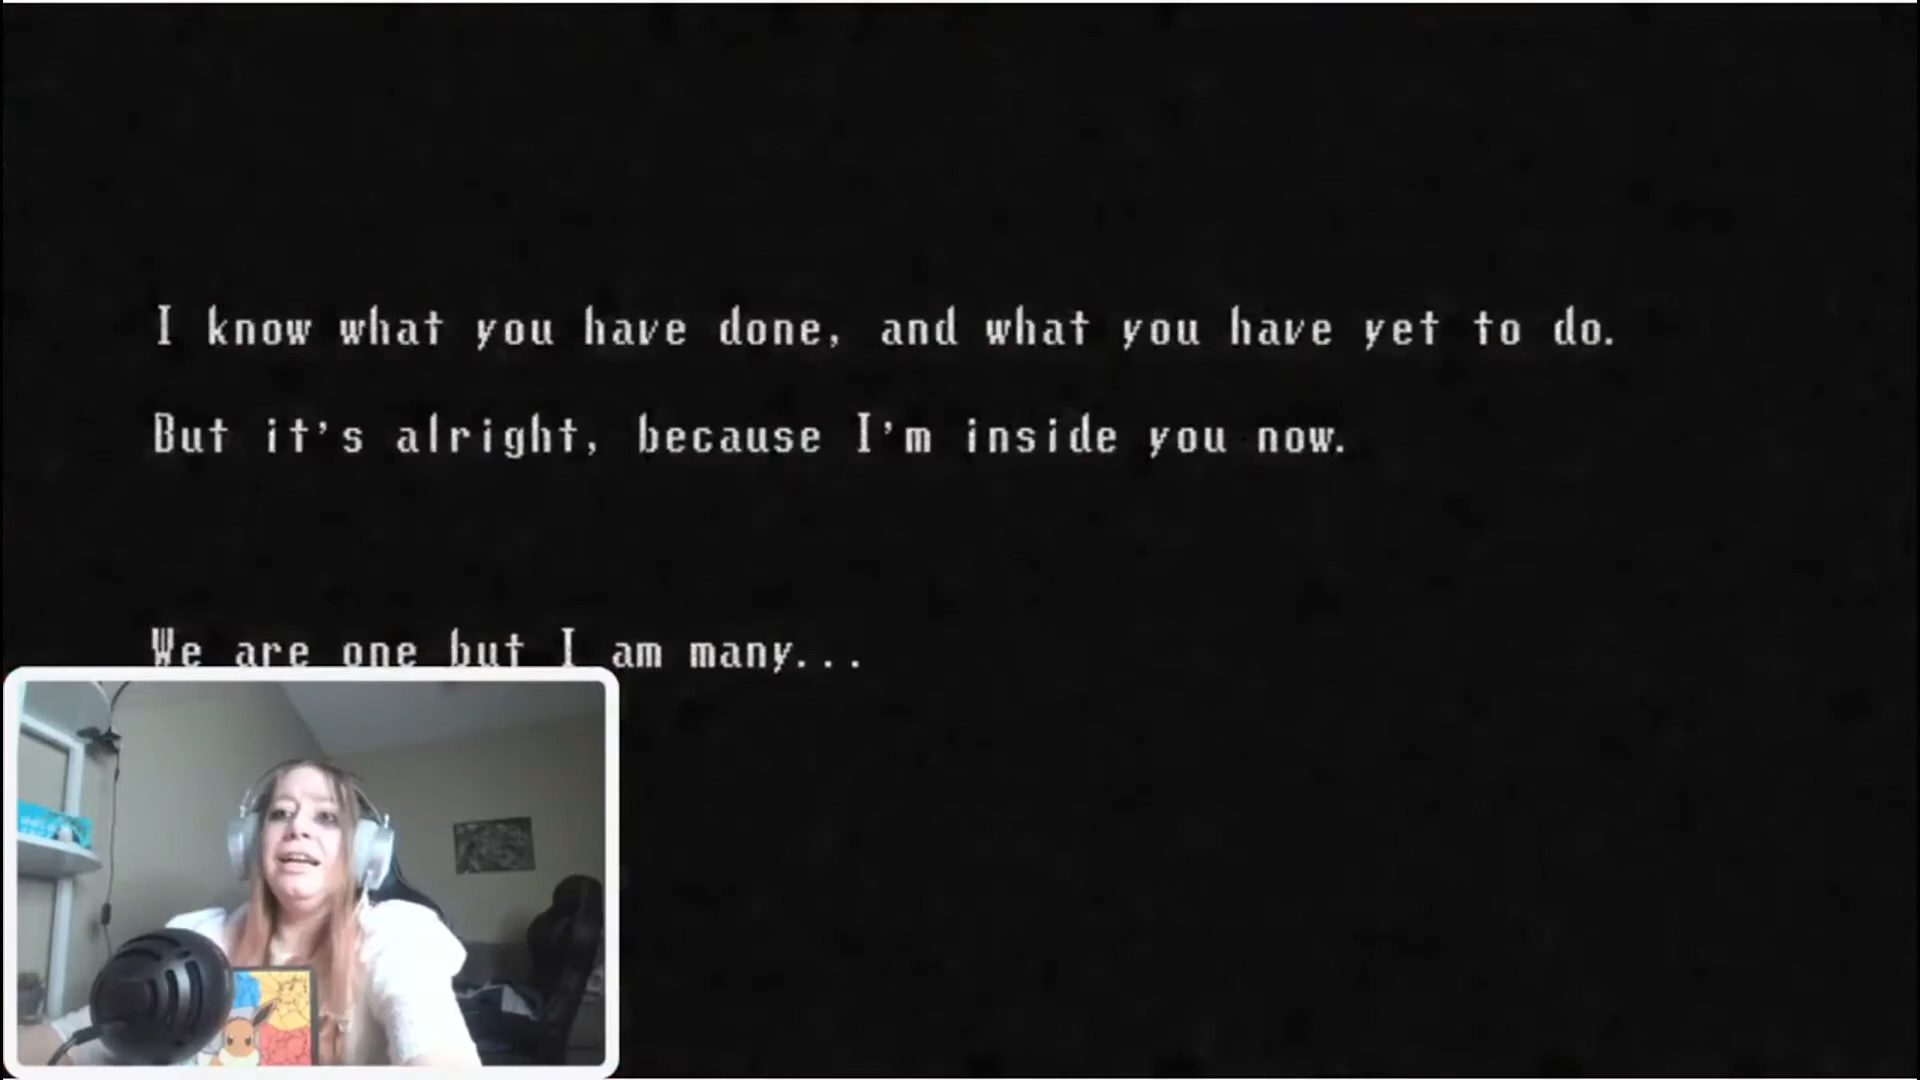 I know what you have done, and what you have yet to do.
But it's alright, because I'm inside you now.
We are one but I am many...